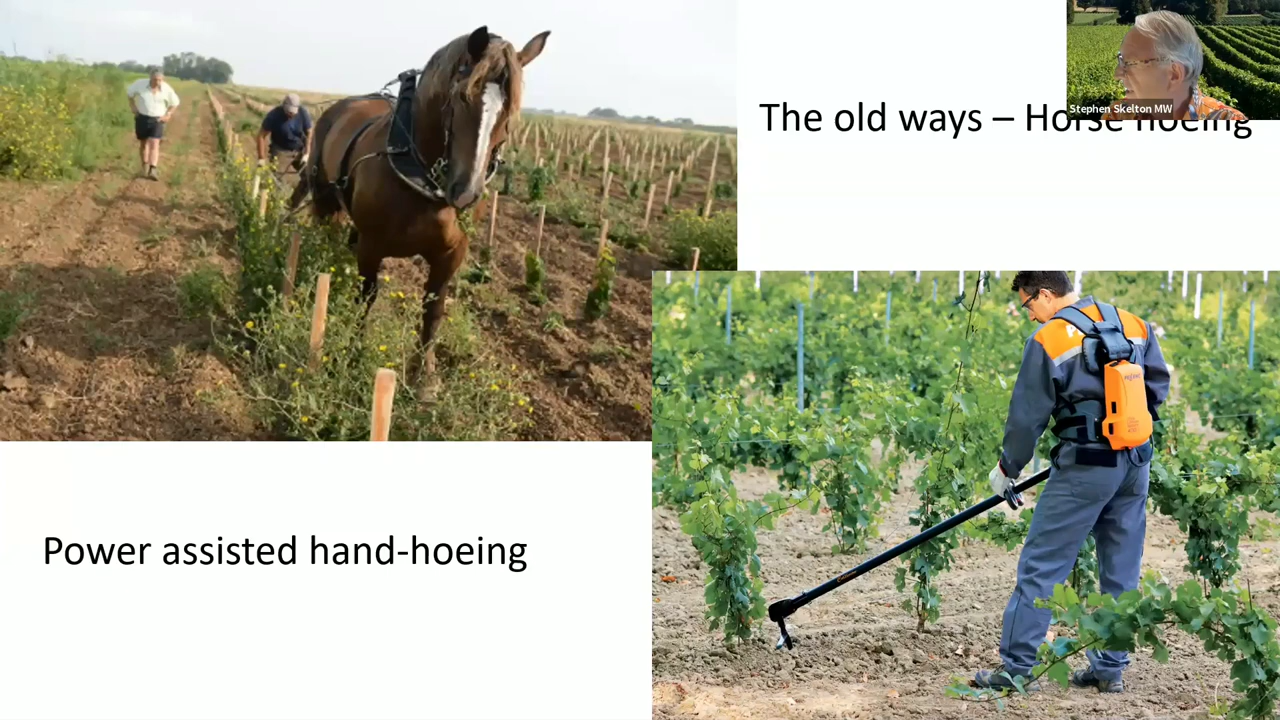 Stephen Skelton MW
The old ways – Horse hoeing
Power assisted hand-hoeing